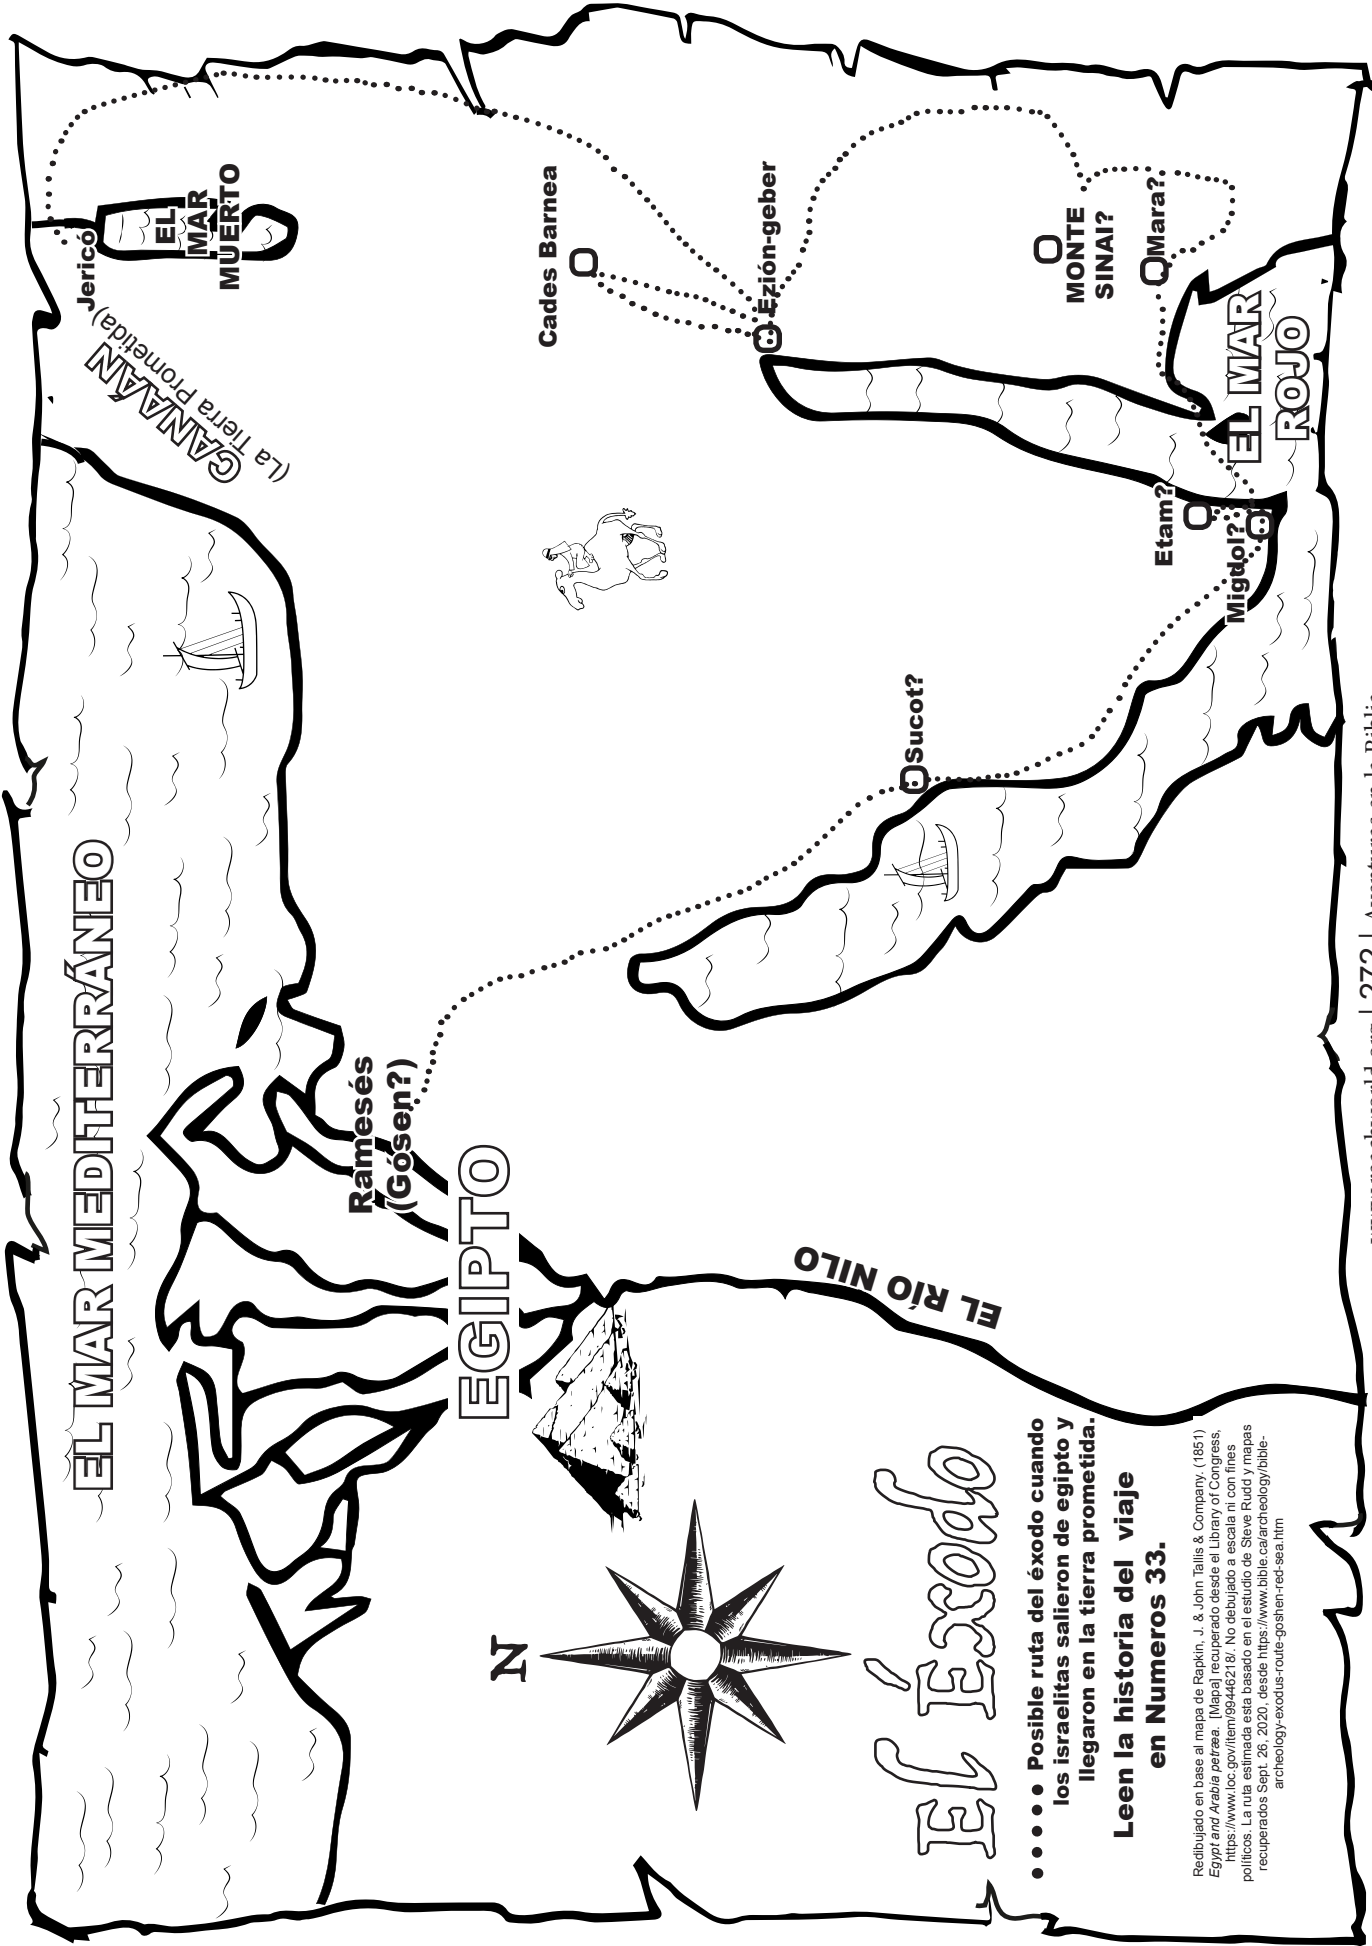 EL MAR MEDITERRÁNEO
CANAÁN
(La Tierra Prometida)
Jericó
EL
MAR
MUERTO
Ramesés
(Gósen?)
EGIPTO
Cades Barnea
Ezión-geber
N
EL RÍO NILO
Sucot?
MONTE
SINAI?
Etam?
Mara?
Migdol?
EL MAR
ROJO
El Éxodo
Posible ruta del éxodo cuando
los israelitas salieron de egipto y
llegaron en la tierra prometida.
Leen la historia del viaje
en Numeros 33.
Redibujado en base al mapa de Rapkin, J. & John Tallis & Company. (1851)
Egypt and Arabia petræa. [Mapa] recuperado desde el Library of Congress,
https://www.loc.gov/item/99446218/. No debujado a escala ni con fines
políticos. La ruta estimada esta basado en el estudio de Steve Rudd y mapas
recuperados Sept. 26, 2020, desde https://www.bible.ca/archeology/bible-
archeology-exodus-route-goshen-red-sea.htm
| 272 | Aventuras en la Biblia